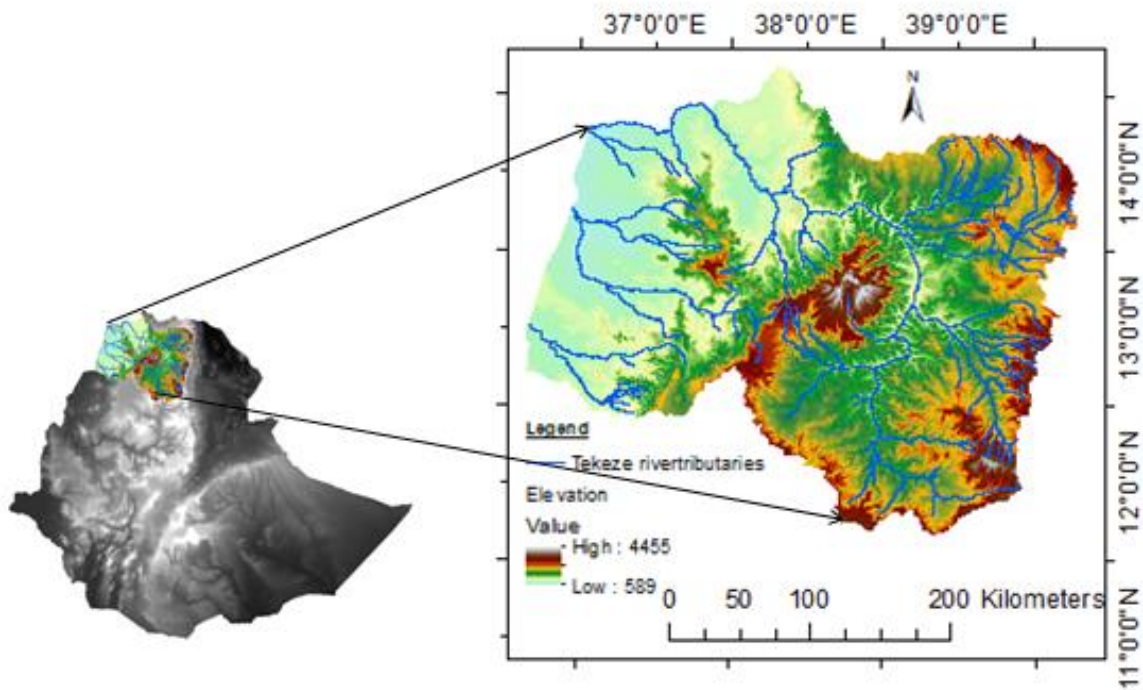 37°0'0"E 38°0'0"E 39°0'0"E
N
14°0'0"N
13°0'0"N
12°0'0"N
11°0'0"N
Legend
Tekeze rivertributaries
Elevation
Value
High : 4455
Low : 589
0 50 100 200 Kilometers